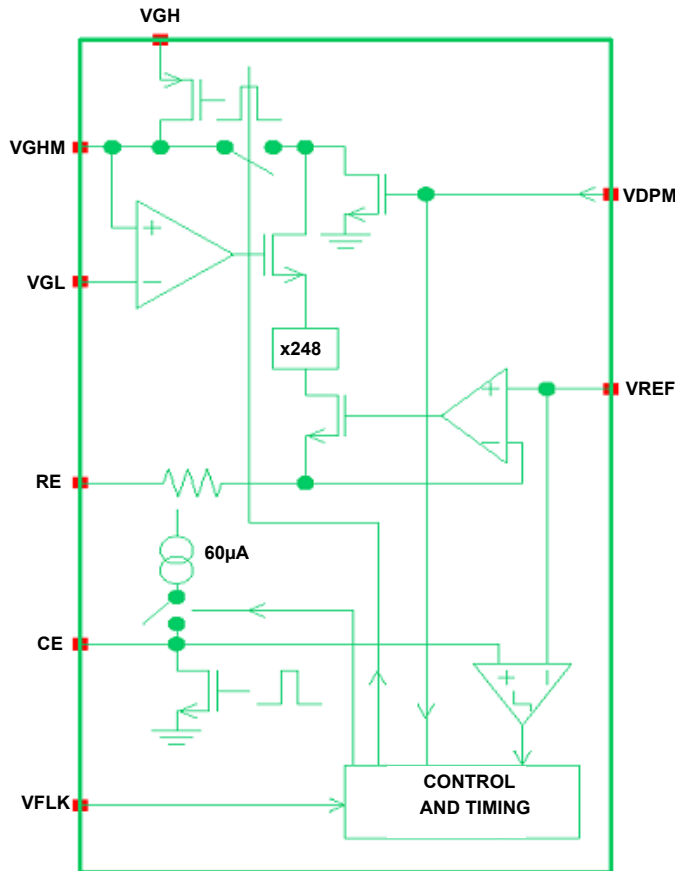 VGH
VGHM
VDPM
+
VGL
−
x248
+
VREF
−
RE
60µA
CE
+ −
CONTROL
AND TIMING
VFLK